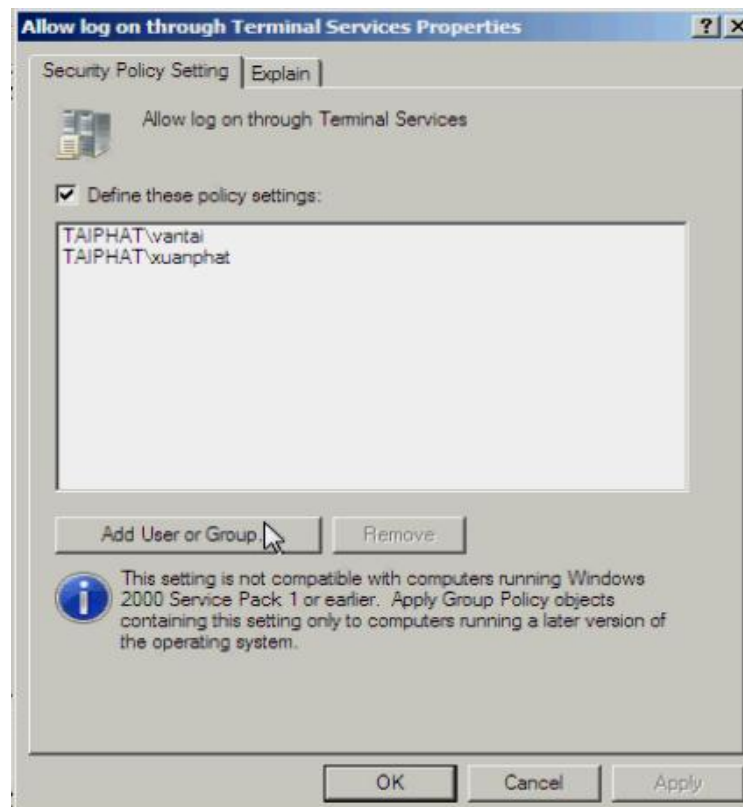 Allow log on through Terminal Services Properties
Security Policy Setting
Explain
Allow log on through Terminal Services
Define these policy settings:
TAIPHAT\vantai
TAIPHAT\xuanphat
Add User or Group..
Remove
This setting is not compatible with computers running Windows
2000 Service Pack 1 or earlier. Apply Group Policy objects
containing this setting only to computers running a later version of
the operating system.
OK
Cancel
Apply